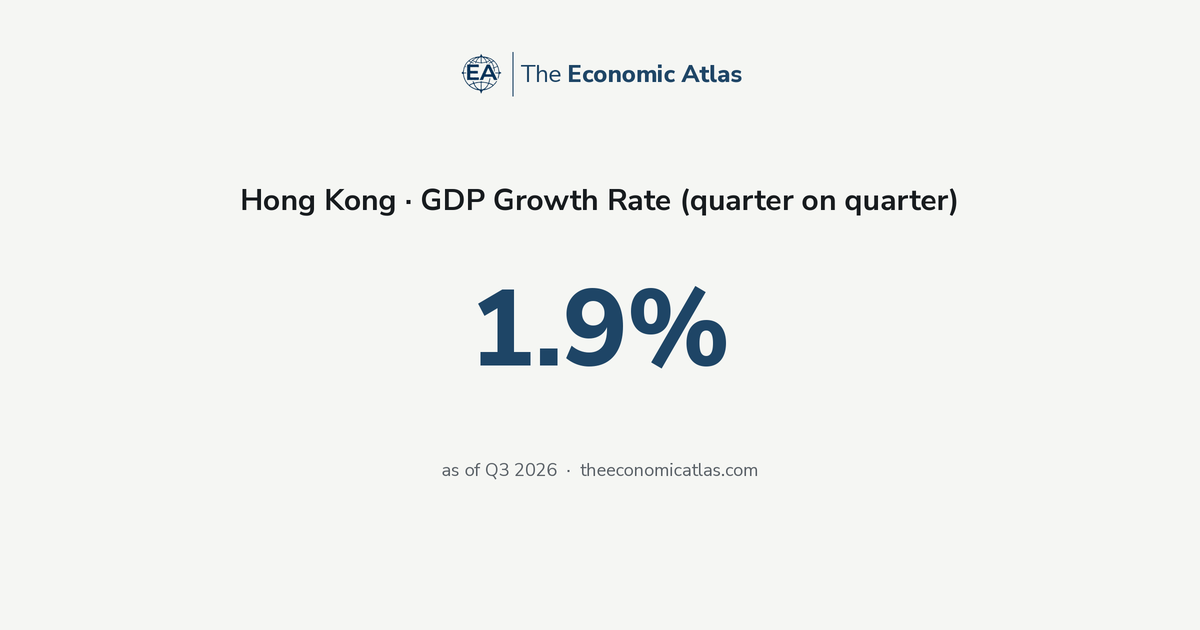 EA The Economic Atlas
Hong Kong · GDP Growth Rate (quarter on quarter)
1.9%
as of Q3 2026 · theeconomicatlas.com